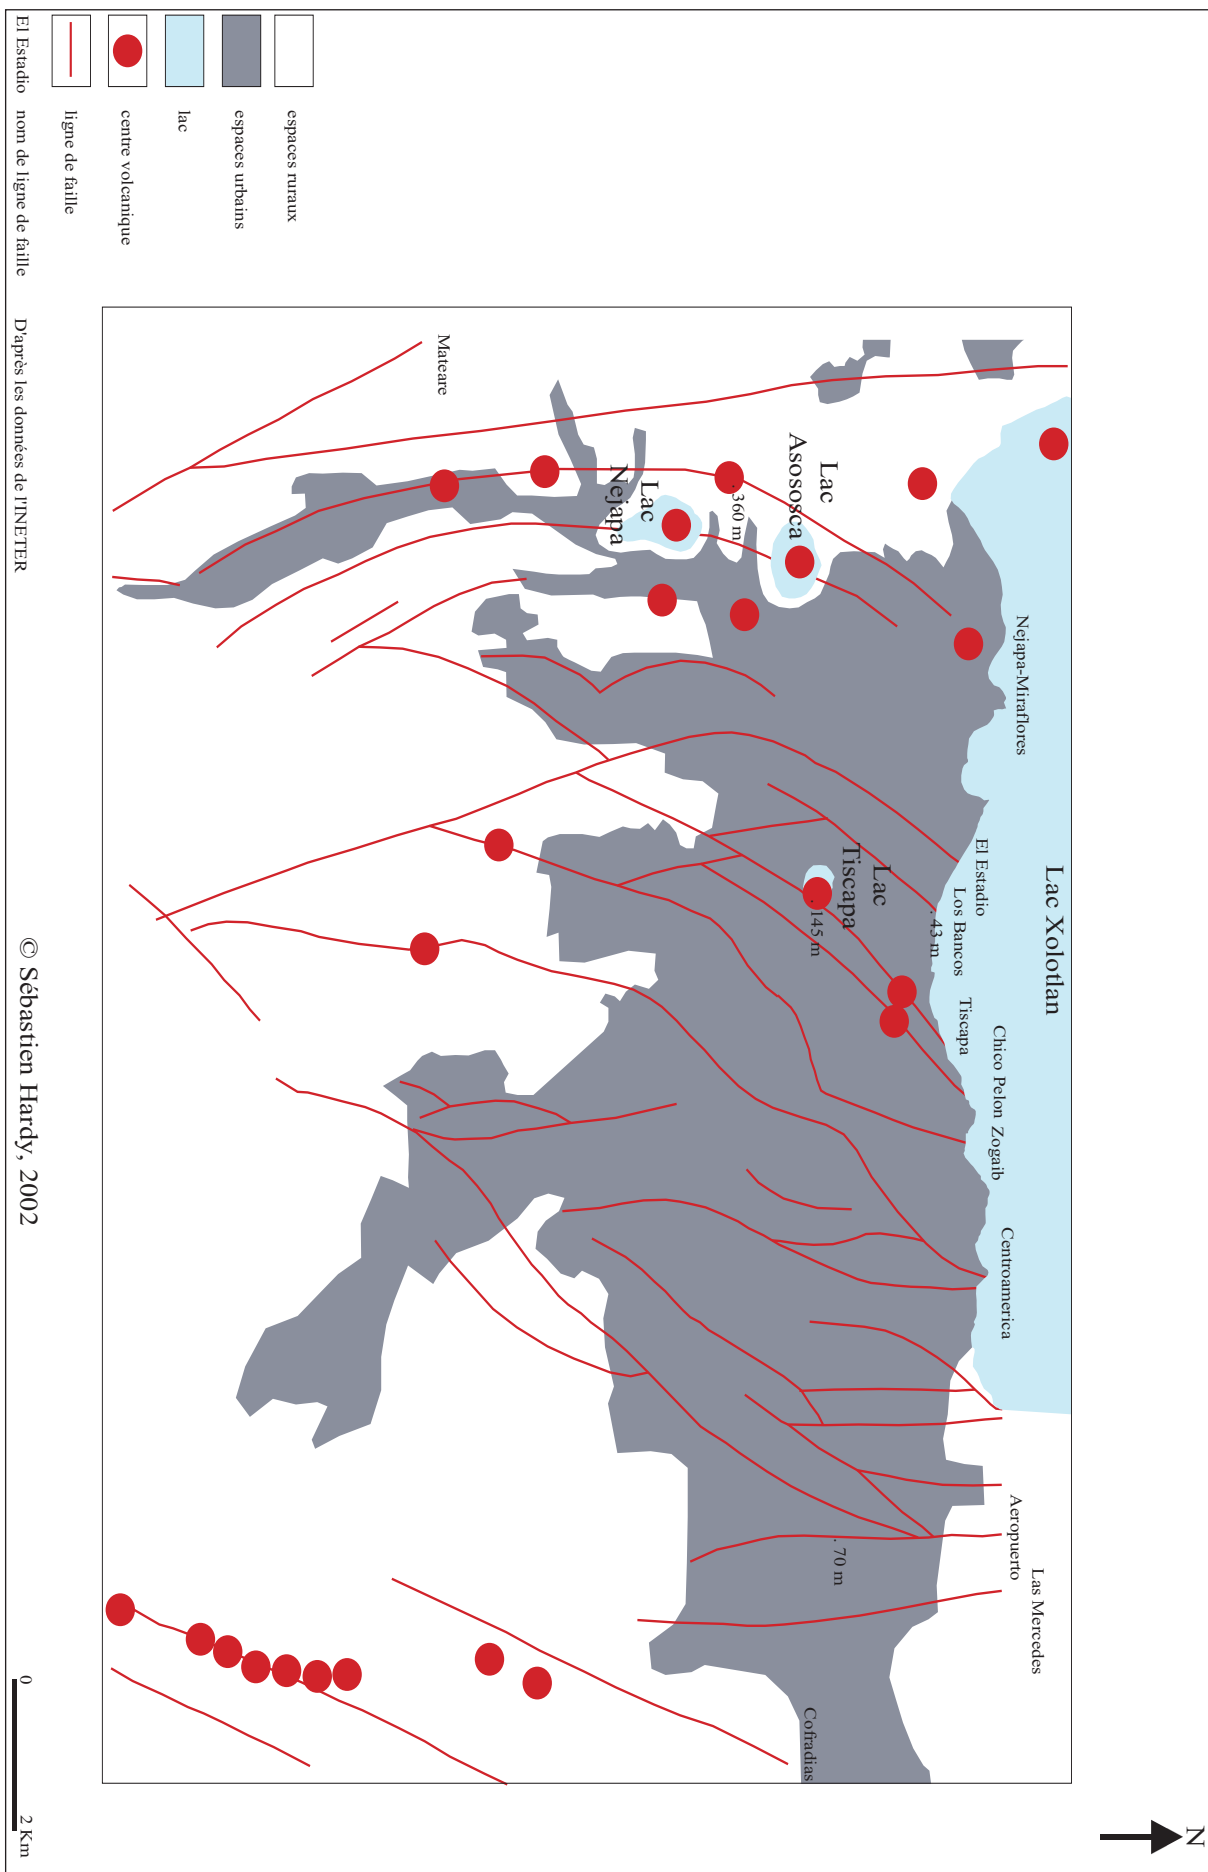 N
Lac Xolotlan
Nejapa-Miraflores
El Estadio
Los Bancos
Tiscapa
Chico Pelon
Zogaib
Centroamerica
Aeropuerto
Las Mercedes
Cofradias
. 43 m
Lac
Asososca
. 360 m
Lac
Nejapa
Lac
Tiscapa
. 145 m
. 70 m
Mateare
espaces ruraux
espaces urbains
lac
centre volcanique
ligne de faille
El Estadio nom de ligne de faille
D'après les données de l'INETER
© Sébastien Hardy, 2002
0 2 Km